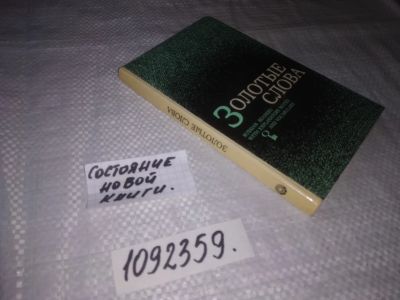 ЗОЛОТЫЕ
СЛОВА
ЗОЛОТЫЕ СЛОВА
СОСТОЯНИЕ
НОВОЙ
КНИГИ.
1092359.